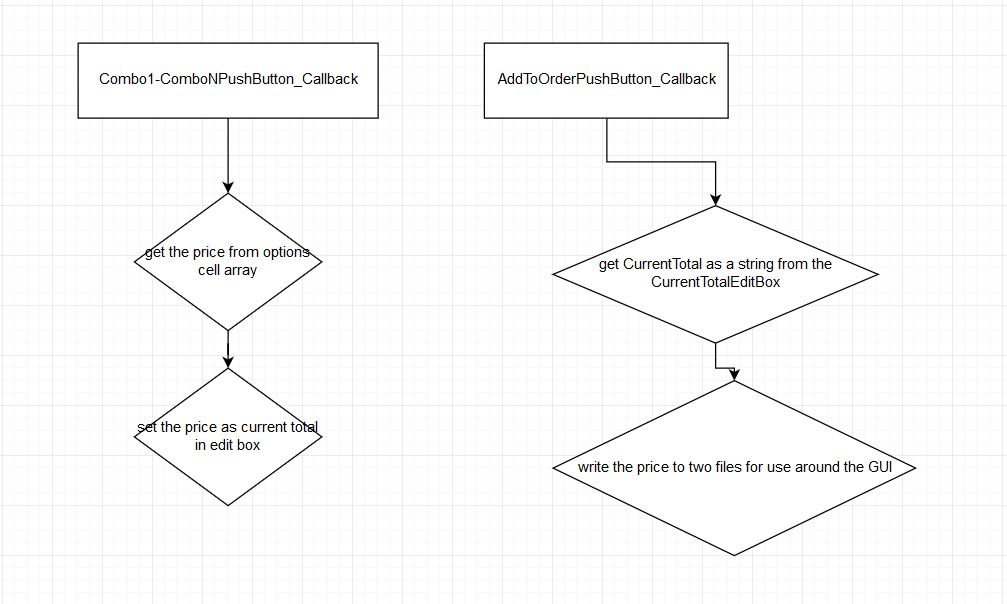 Combo1-ComboNPushButton_Callback
get the price from options
cell array
set the price as current total
in edit box
AddToOrderPushButton_Callback
get CurrentTotal as a string from the
CurrentTotalEditBox
write the price to two files for use around the GUI